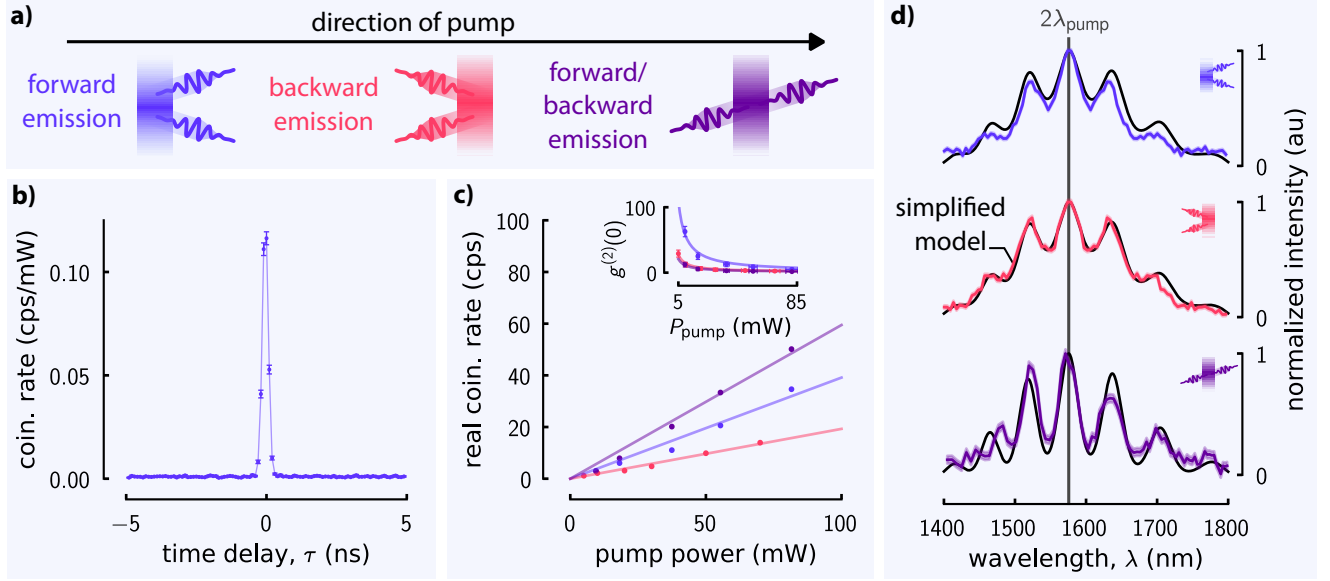 a)
direction of pump
forward
emission
backward
emission
forward/
backward
emission
b)
coin. rate (cps/mW)
0.10
0.05
0.00
−5
0
5
time delay, τ (ns)
c)
real coin. rate (cps)
100
80
60
40
20
0
0
50
100
pump power (mW)
g⁽²⁾(0)
100
0
5
85
P_pump (mW)
d)
2λ_pump
1
0
simplified
model
1
0
1
0
normalized intensity (au)
1400
1500
1600
1700
1800
wavelength, λ (nm)